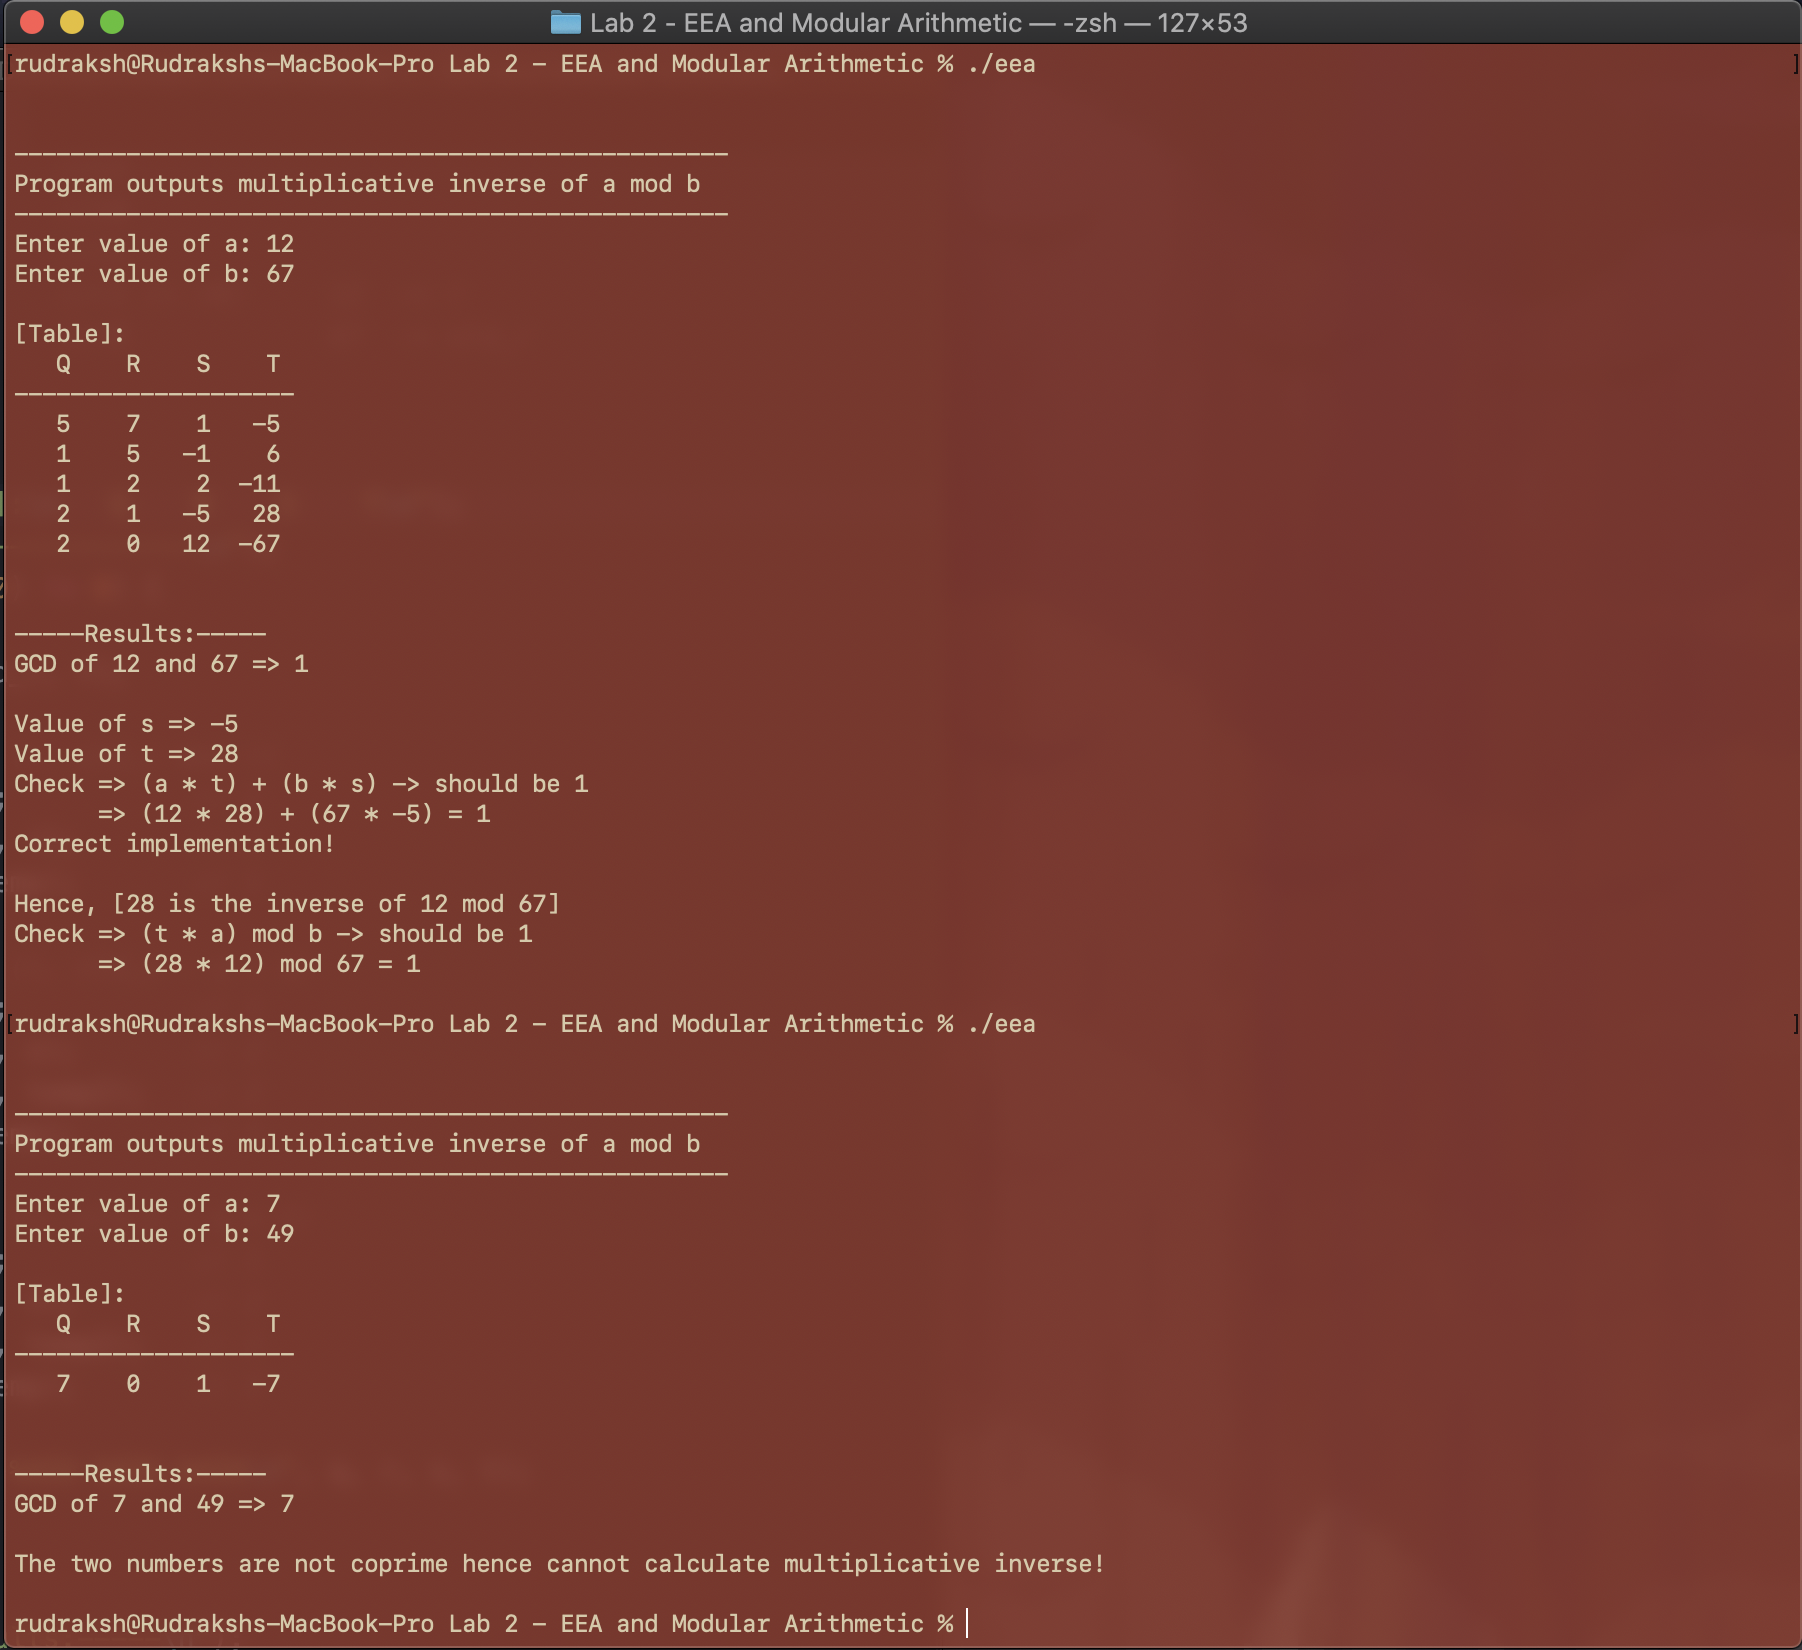 Lab 2 - EEA and Modular Arithmetic — -zsh — 127×53
[rudraksh@Rudrakshs-MacBook-Pro Lab 2 - EEA and Modular Arithmetic % ./eea ]
---------------------------------------------------
Program outputs multiplicative inverse of a mod b
---------------------------------------------------
Enter value of a: 12
Enter value of b: 67
[Table]:
   Q    R    S    T
--------------------
   5    7    1   -5
   1    5   -1    6
   1    2    2  -11
   2    1   -5   28
   2    0   12  -67
-----Results:-----
GCD of 12 and 67 => 1
Value of s => -5
Value of t => 28
Check => (a * t) + (b * s) -> should be 1
      => (12 * 28) + (67 * -5) = 1
Correct implementation!
Hence, [28 is the inverse of 12 mod 67]
Check => (t * a) mod b -> should be 1
      => (28 * 12) mod 67 = 1
[rudraksh@Rudrakshs-MacBook-Pro Lab 2 - EEA and Modular Arithmetic % ./eea ]
---------------------------------------------------
Program outputs multiplicative inverse of a mod b
---------------------------------------------------
Enter value of a: 7
Enter value of b: 49
[Table]:
   Q    R    S    T
--------------------
   7    0    1   -7
-----Results:-----
GCD of 7 and 49 => 7
The two numbers are not coprime hence cannot calculate multiplicative inverse!
rudraksh@Rudrakshs-MacBook-Pro Lab 2 - EEA and Modular Arithmetic %